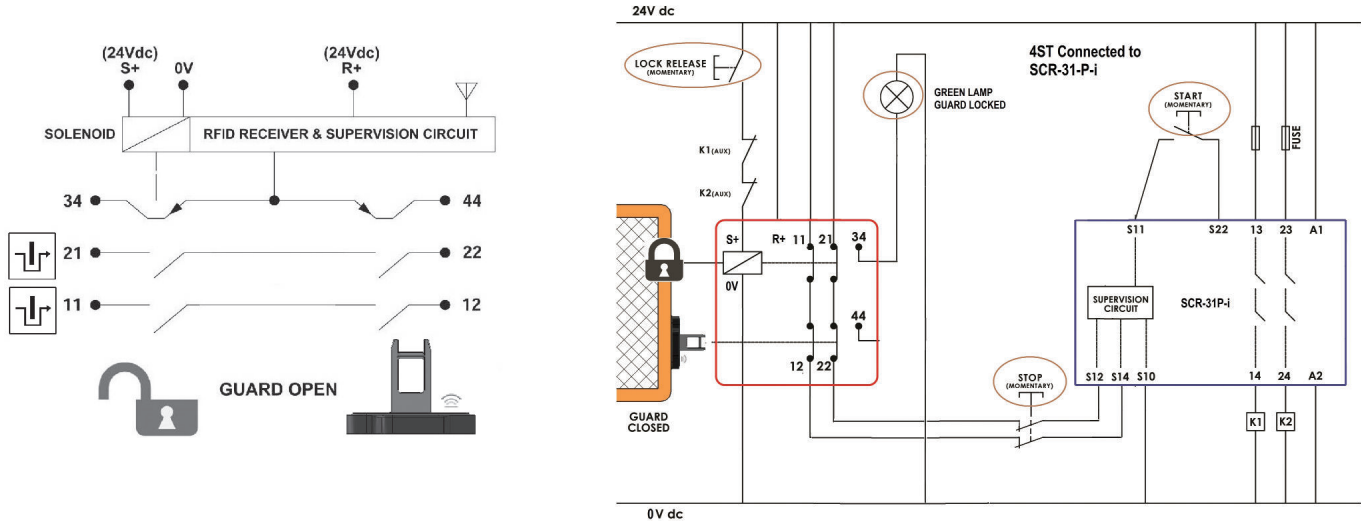 (24Vdc)
S+
0V
(24Vdc)
R+
SOLENOID
RFID RECEIVER & SUPERVISION CIRCUIT
34
44
21
22
11
12
GUARD OPEN
24V dc
LOCK RELEASE
(MOMENTARY)
K1(AUX)
K2(AUX)
GREEN LAMP
GUARD LOCKED
4ST Connected to
SCR-31-P-i
START
(MOMENTARY)
FUSE
S+
R+
11
21
34
0V
44
12
22
GUARD
CLOSED
STOP
(MOMENTARY)
S11
S22
13
23
A1
SUPERVISION
CIRCUIT
SCR-31P-i
S12
S14
S10
14
24
A2
K1
K2
0V dc